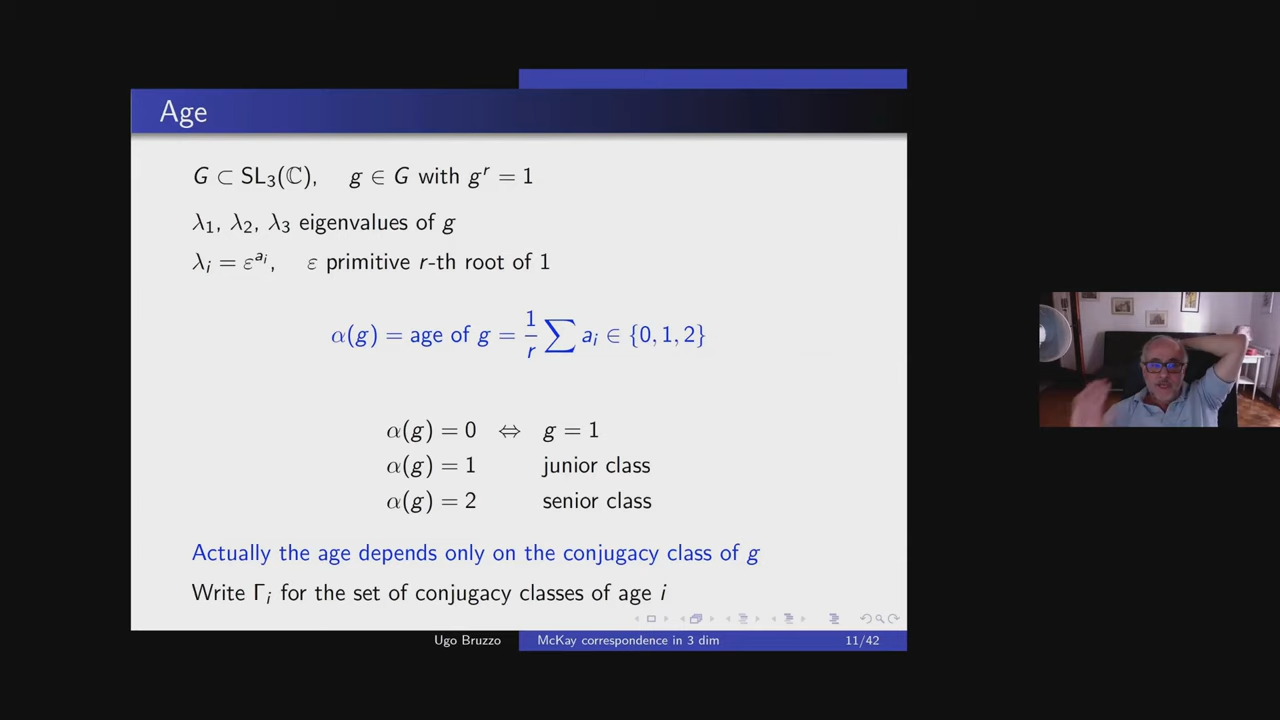 Age
G ⊂ SL₃(ℂ), g ∈ G with gʳ = 1
λ₁, λ₂, λ₃ eigenvalues of g
λᵢ = ε^{aᵢ}, ε primitive r-th root of 1
α(g) = age of g = 1/r ∑ aᵢ ∈ {0, 1, 2}
α(g) = 0 ⇔ g = 1
α(g) = 1 junior class
α(g) = 2 senior class
Actually the age depends only on the conjugacy class of g
Write Γᵢ for the set of conjugacy classes of age i
Ugo Bruzzo McKay correspondence in 3 dim 11/42